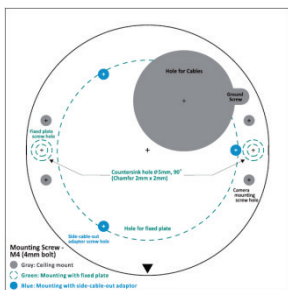 Hole for Cables
Ground
Screw
Fixed plate
screw hole
Countersink hole ø5mm, 90°
(Chamfer 2mm x 2mm)
Camera
mounting
screw hole
Side cable out
adaptor screw hole
Hole for fixed plate
Mounting Screw -
M4 (4mm bolt)
Gray: Ceiling mount
Green: Mounting with fixed plate
Blue: Mounting with side-cable-out adaptor